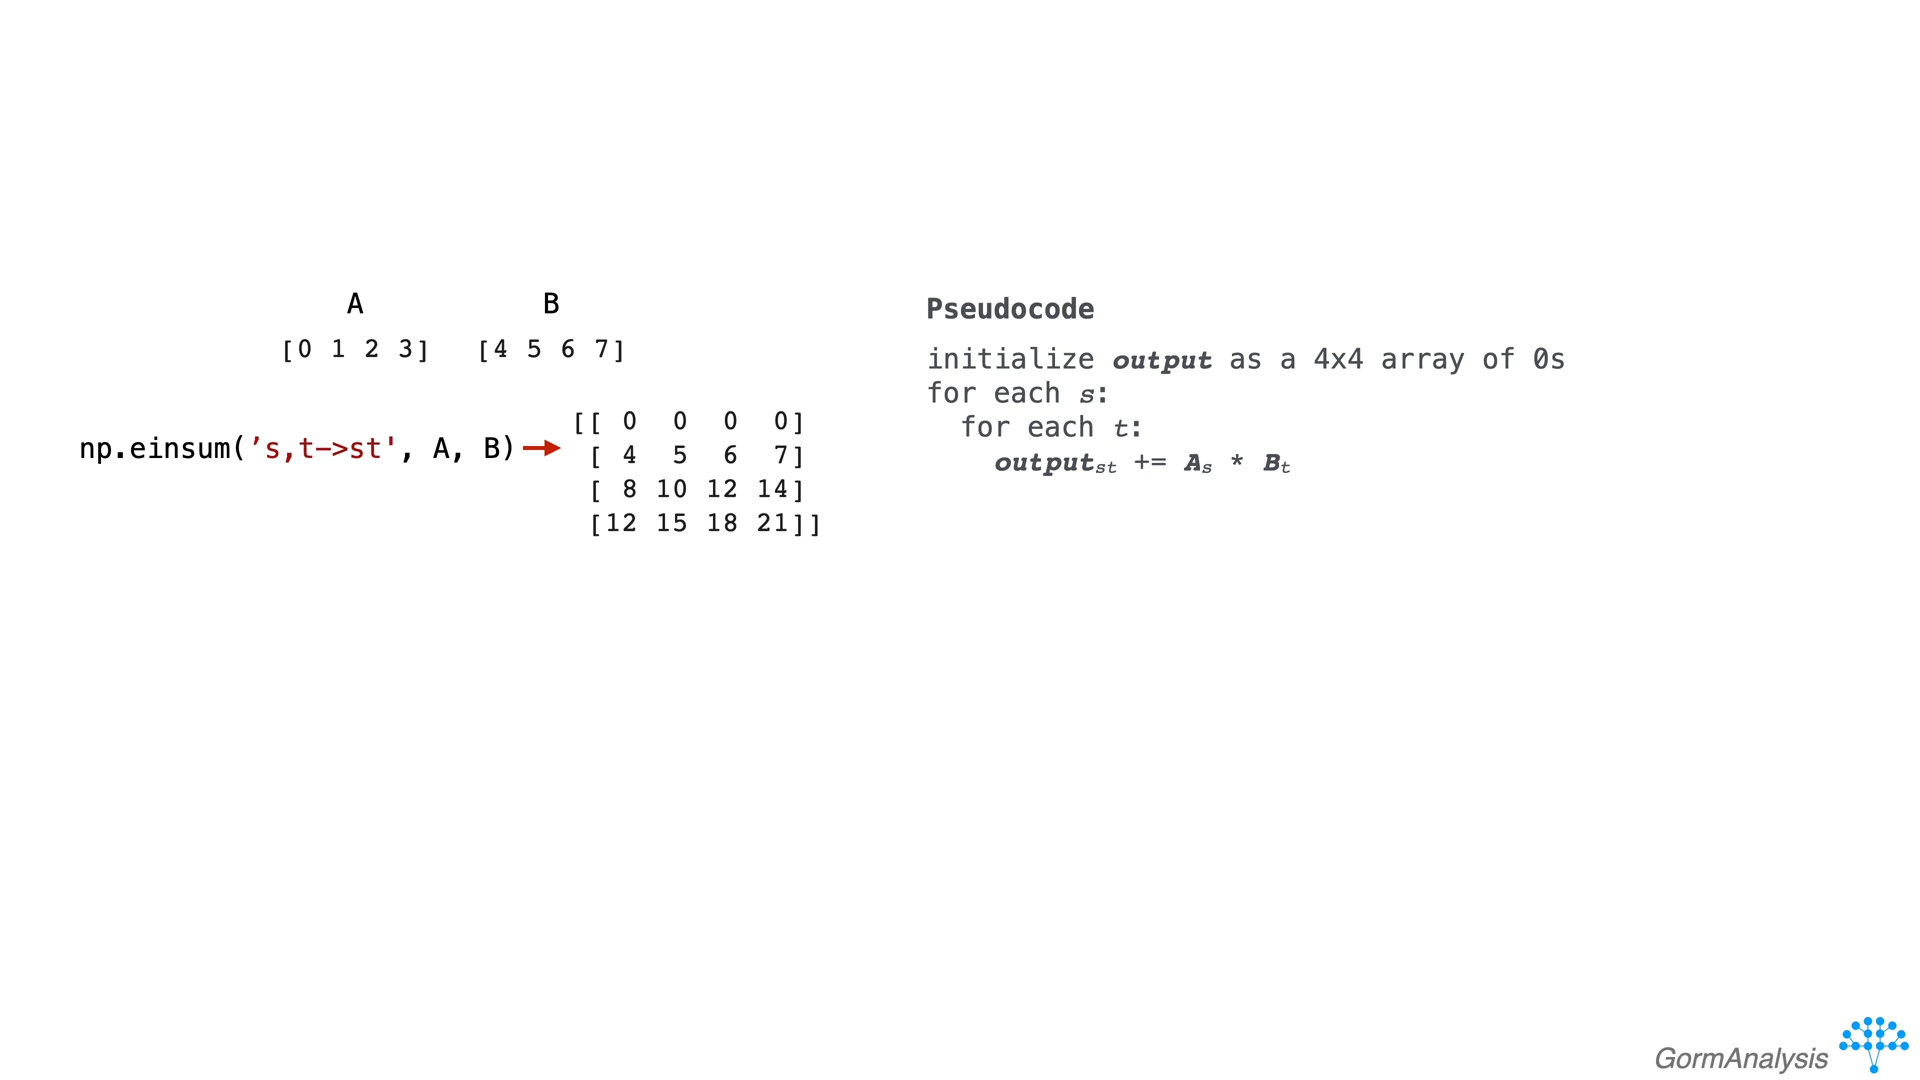 A B
[0 1 2 3] [4 5 6 7]
np.einsum(’s,t->st', A, B)
[[ 0 0 0 0]
[ 4 5 6 7]
[ 8 10 12 14]
[12 15 18 21]]
Pseudocode
initialize output as a 4x4 array of 0s
for each s:
for each t:
outputst += As * Bt
GormAnalysis